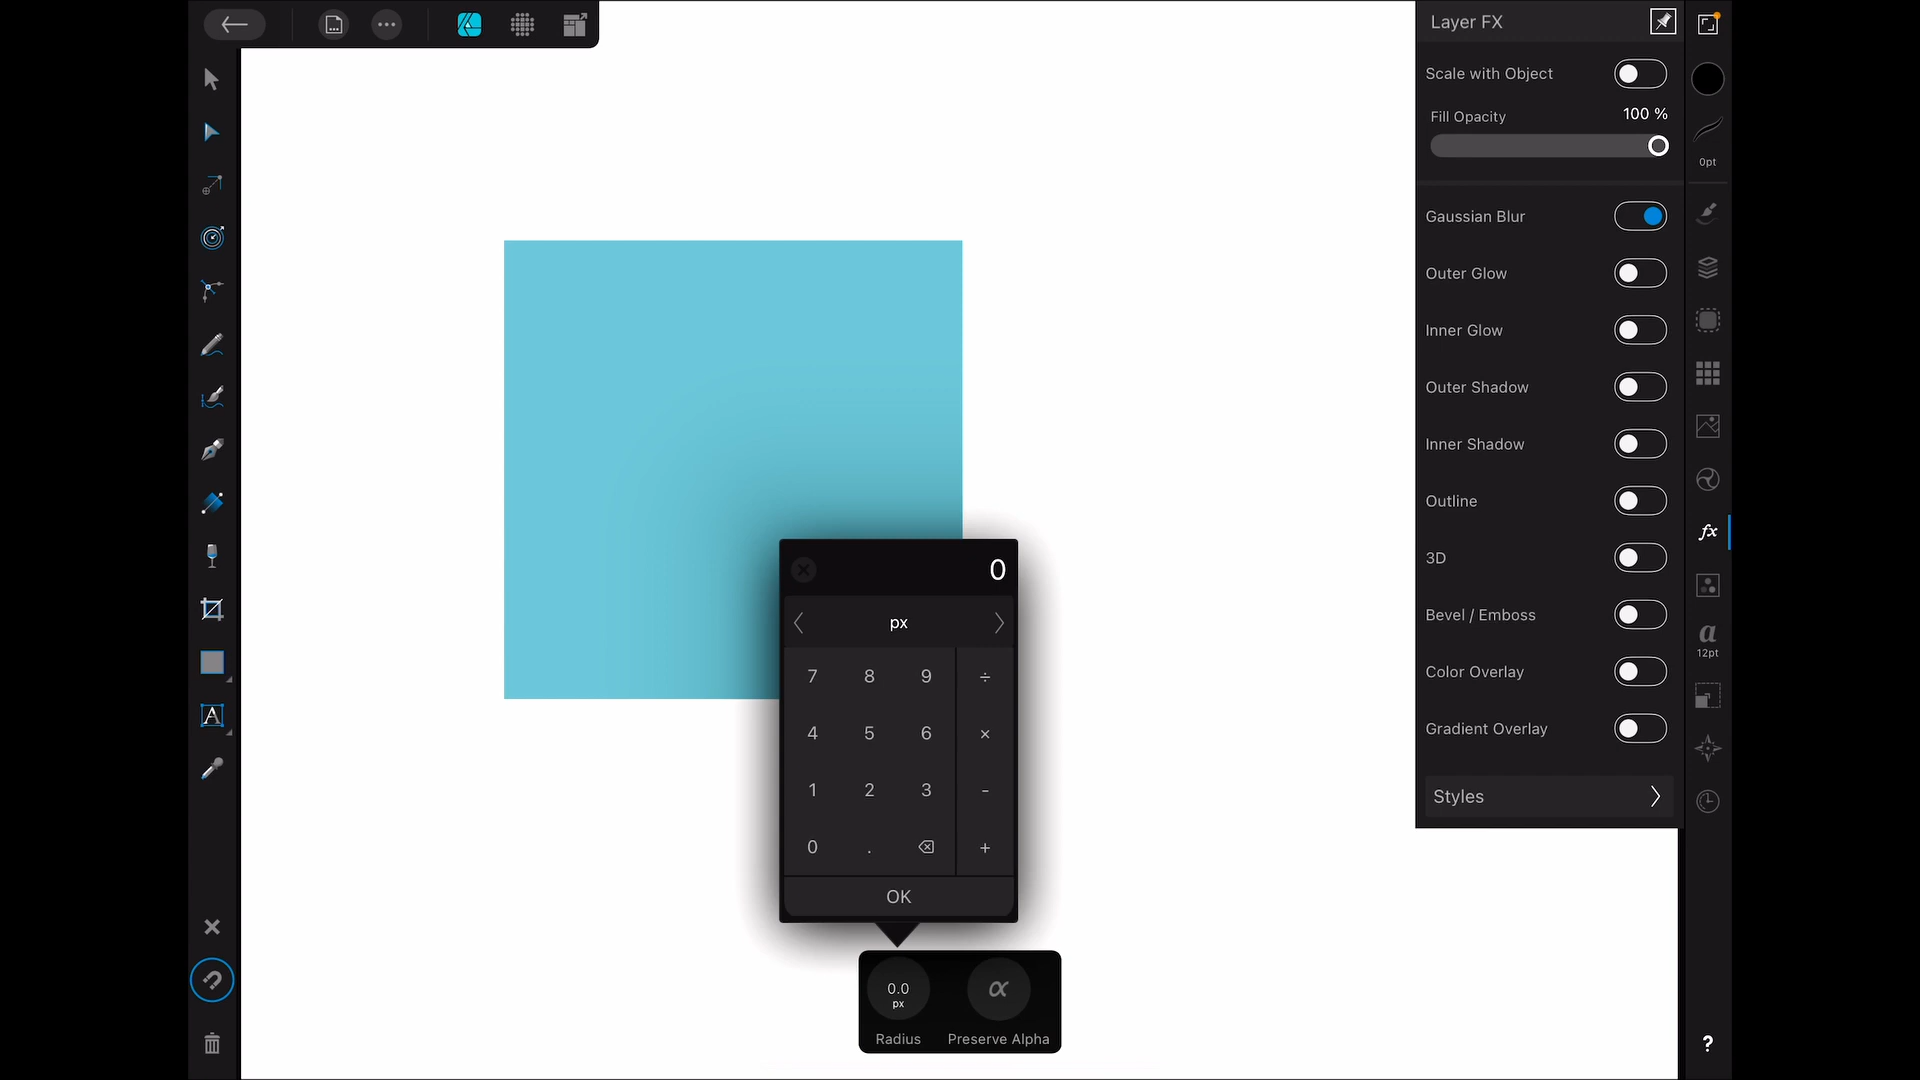 Layer FX
Scale with Object
Fill Opacity 100 %
0pt
Gaussian Blur
Outer Glow
Inner Glow
Outer Shadow
Inner Shadow
Outline
3D
Bevel / Emboss
Color Overlay
Gradient Overlay
Styles
fx
a
12pt
?
A
0
px
7 8 9 ÷
4 5 6 ×
1 2 3 -
0 . +
OK
0.0
px
α
Radius
Preserve Alpha